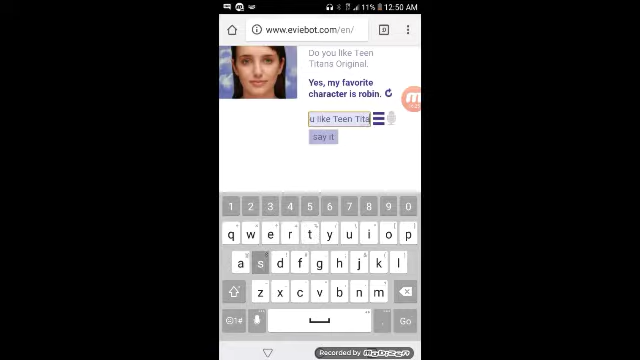 11% 12:50 AM
www.eviebot.com/en/
Do you like Teen
Titans Original.
Yes, my favorite
character is robin.
u like Teen Tita
say it
1 2 3 4 5 6 7 8 9 0
q w e r t y u i o p
a s d f g h j k l
z x c v b n m
☺1# . Go
Recorded by MOBIZEN